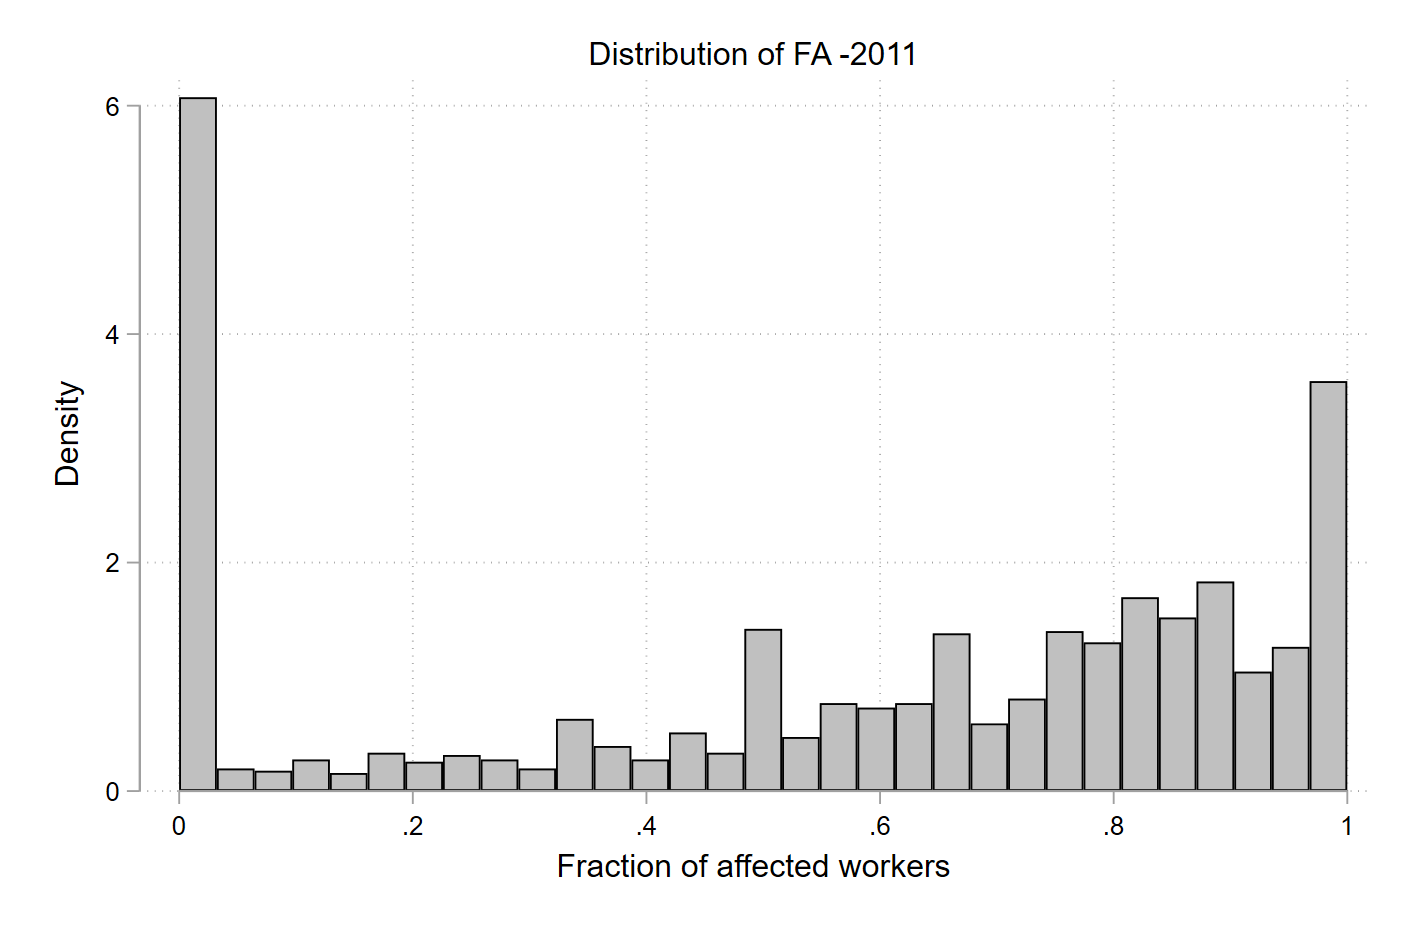 Distribution of FA -2011
Density
6
4
2
0
0 .2 .4 .6 .8 1
Fraction of affected workers